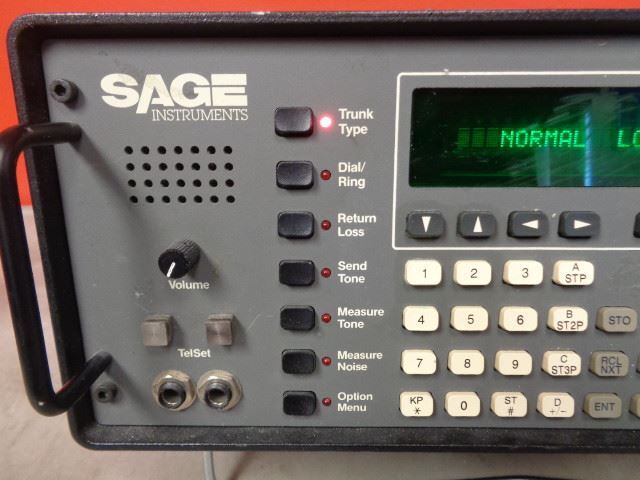 SAGE
INSTRUMENTS
Trunk
Type
Dial/
Ring
Return
Loss
Send
Tone
Measure
Tone
Measure
Noise
Option
Menu
Volume
TelSet
NORMAL LO
1 2 3 A
STP
4 5 6 B STO
ST2P
7 8 9 C RCL
ST3P NXT
KP 0 ST D ENT
* # +/−